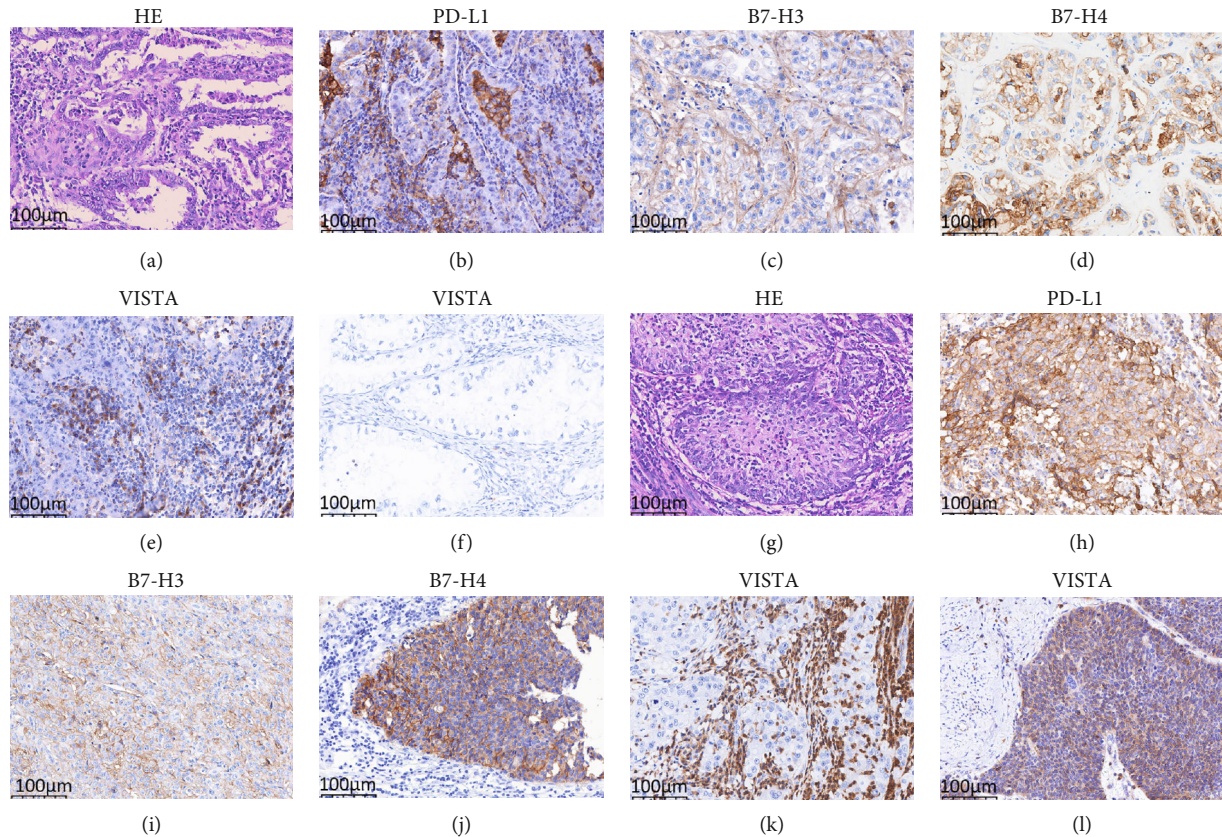 HE PD-L1 B7-H3 B7-H4
100μm 100μm 100μm 100μm
(a) (b) (c) (d)
VISTA VISTA HE PD-L1
100μm 100μm 100μm 100μm
(e) (f) (g) (h)
B7-H3 B7-H4 VISTA VISTA
100μm 100μm 100μm 100μm
(i) (j) (k) (l)